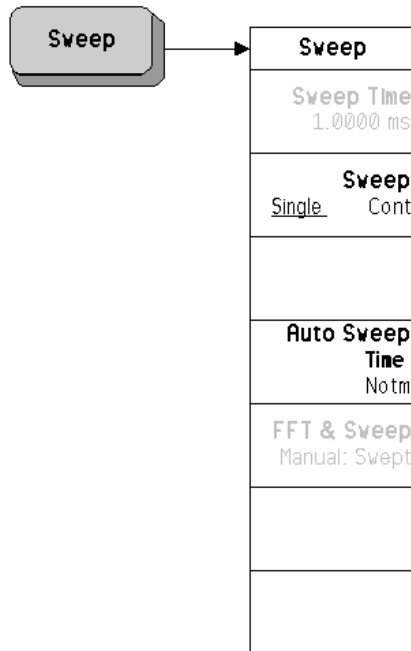 Sweep
Sweep
Sweep Time
1.0000 ms
Sweep
Single Cont
Auto Sweep
Time
Notm
FFT & Sweep
Manual: Swept